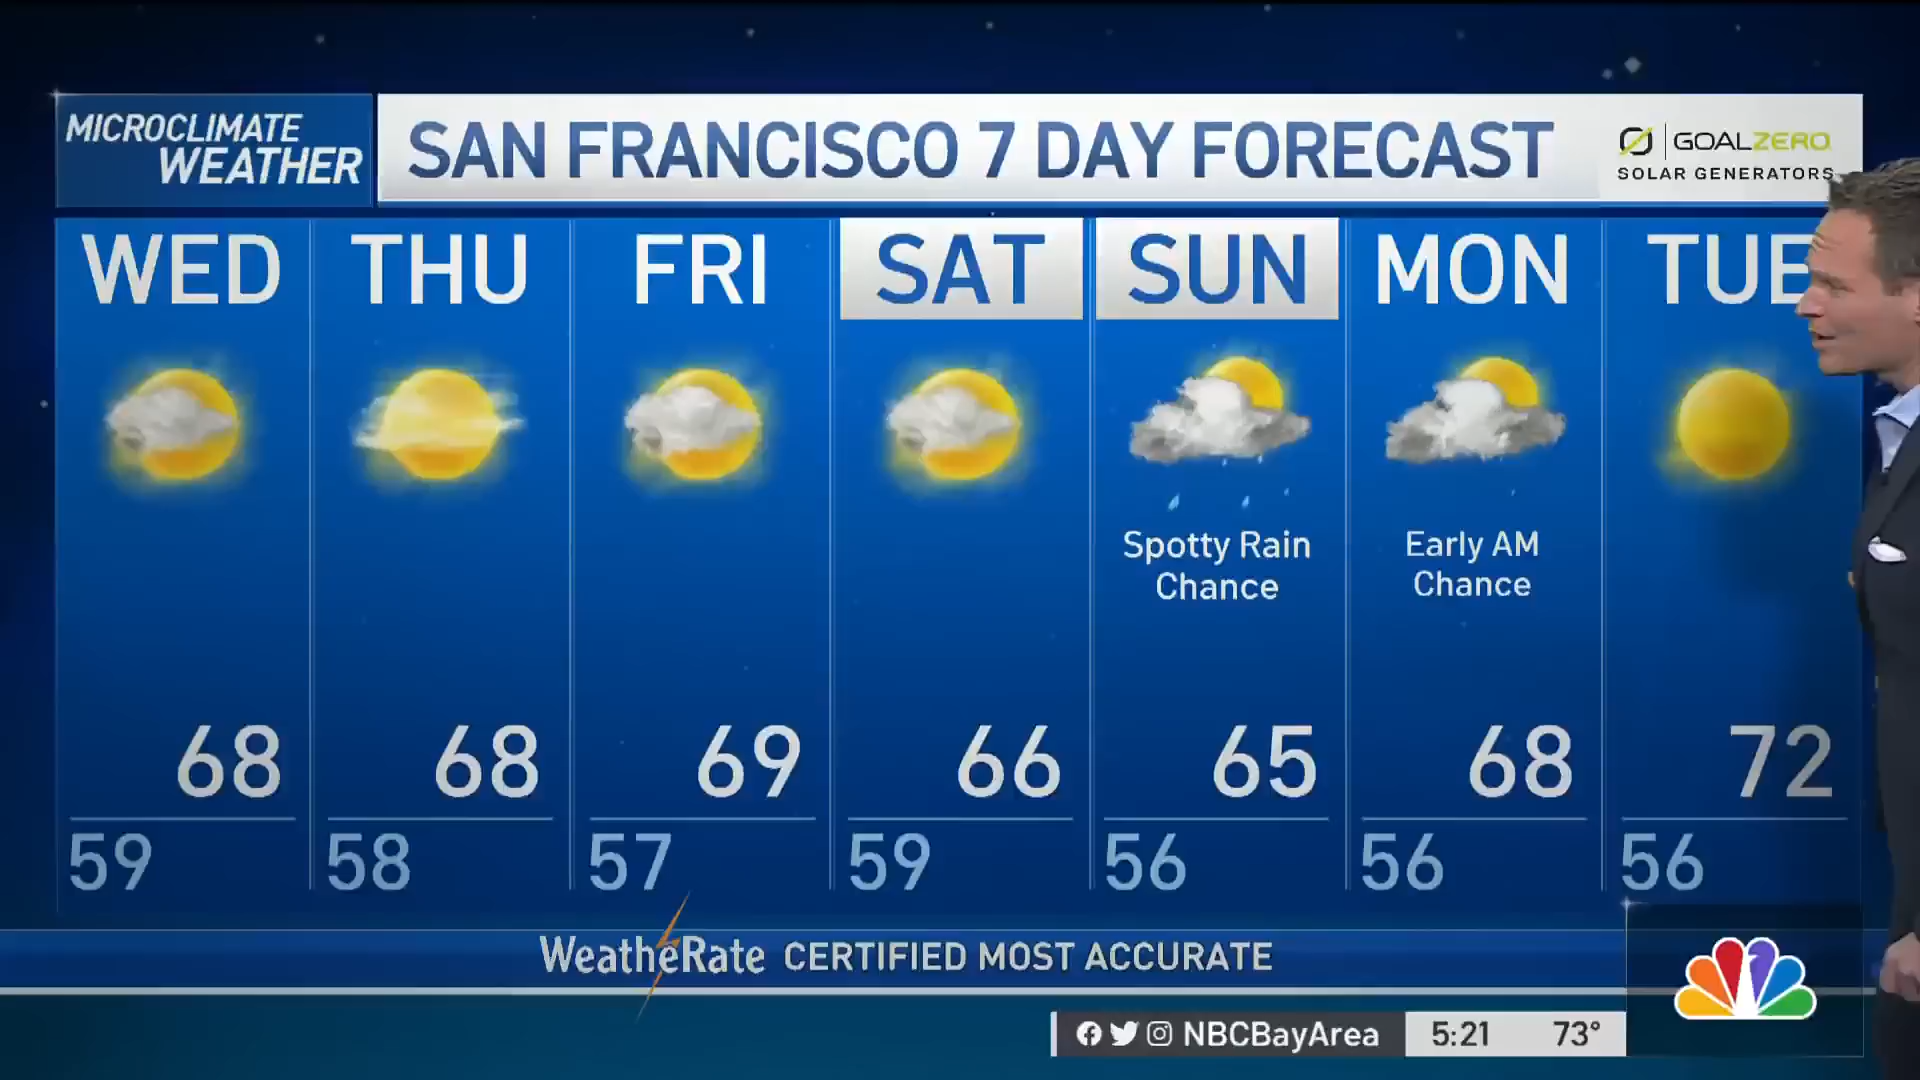 MICROCLIMATE
WEATHER
SAN FRANCISCO 7 DAY FORECAST
GOALZERO
SOLAR GENERATORS
WED THU FRI SAT SUN MON TUE
Spotty Rain
Chance
Early AM
Chance
68 68 69 66 65 68 72
59 58 57 59 56 56 56
WeatheRate CERTIFIED MOST ACCURATE
NBCBayArea 5:21 73°